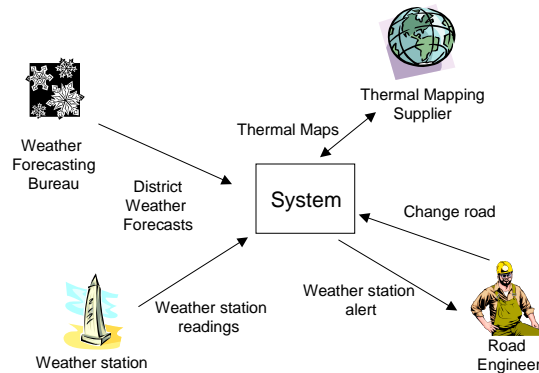 Thermal Mapping
Supplier
Thermal Maps
Weather
Forecasting
Bureau
District
Weather
Forecasts
System
Change road
Weather station
readings
Weather station
alert
Weather station
Road
Engineer